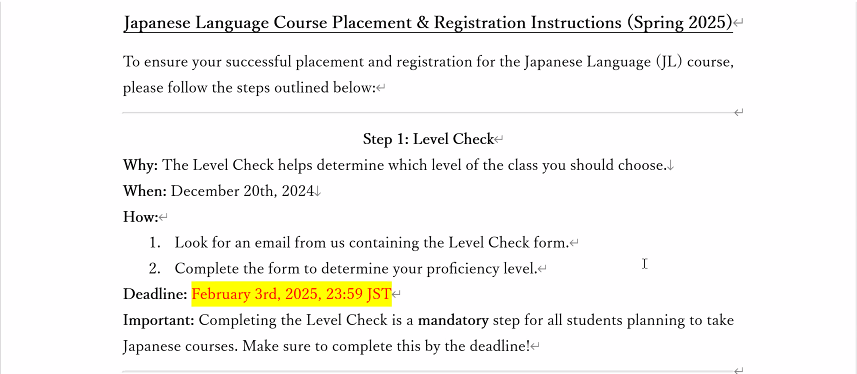 Japanese Language Course Placement & Registration Instructions (Spring 2025)
To ensure your successful placement and registration for the Japanese Language (JL) course,
please follow the steps outlined below:
Step 1: Level Check
Why: The Level Check helps determine which level of the class you should choose.
When: December 20th, 2024
How:
1. Look for an email from us containing the Level Check form.
2. Complete the form to determine your proficiency level.
Deadline: February 3rd, 2025, 23:59 JST
Important: Completing the Level Check is a mandatory step for all students planning to take
Japanese courses. Make sure to complete this by the deadline!